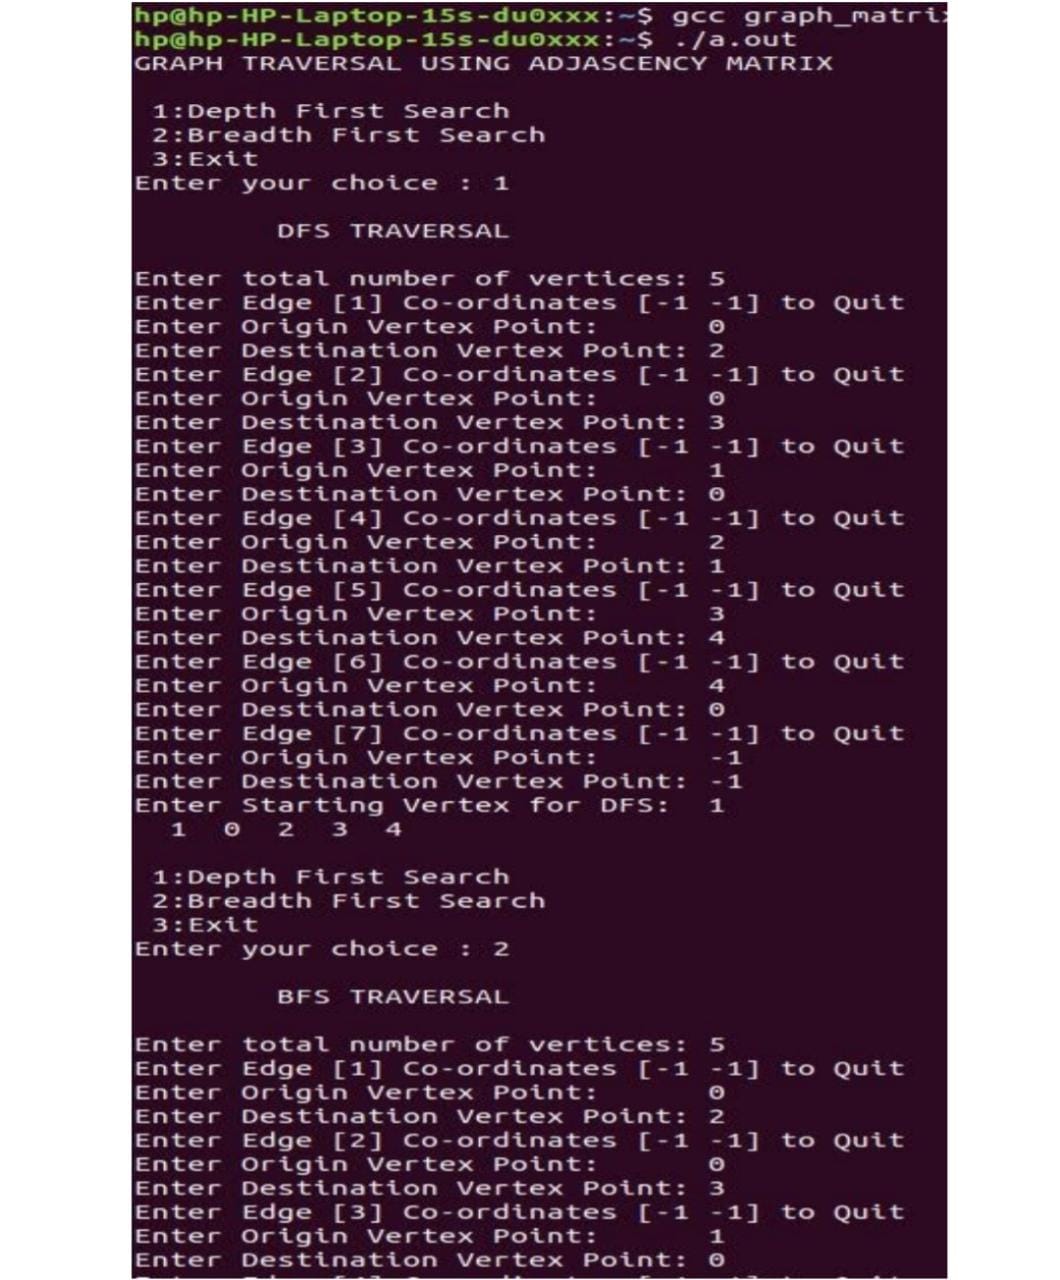 hp@hp-HP-Laptop-15s-du0xxx:~$ gcc
hp@hp-HP-Laptop-15s-du0xxx:~$ ./a.out
GRAPH TRAVERSAL USING ADJASCENCY MATRIX
1:Depth First Search
2:Breadth First Search
3:Exit
Enter your choice : 1
DFS TRAVERSAL
Enter total number of vertices: 5
Enter Edge [1] Co-ordinates [-1 -1] to Quit
Enter Origin Vertex Point: 0
Enter Destination Vertex Point: 2
Enter Edge [2] Co-ordinates [-1 -1] to Quit
Enter Origin Vertex Point: 0
Enter Destination Vertex Point: 3
Enter Edge [3] Co-ordinates [-1 -1] to Quit
Enter Origin Vertex Point: 1
Enter Destination Vertex Point: 0
Enter Edge [4] Co-ordinates [-1 -1] to Quit
Enter Origin Vertex Point: 2
Enter Destination Vertex Point: 1
Enter Edge [5] Co-ordinates [-1 -1] to Quit
Enter Origin Vertex Point: 3
Enter Destination Vertex Point: 4
Enter Edge [6] Co-ordinates [-1 -1] to Quit
Enter Origin Vertex Point: 4
Enter Destination Vertex Point: 0
Enter Edge [7] Co-ordinates [-1 -1] to Quit
Enter Origin Vertex Point: -1
Enter Destination Vertex Point: -1
Enter Starting Vertex for DFS: 1
1 0 2 3 4
1:Depth First Search
2:Breadth First Search
3:Exit
Enter your choice : 2
BFS TRAVERSAL
Enter total number of vertices: 5
Enter Edge [1] Co-ordinates [-1 -1] to Quit
Enter Origin Vertex Point: 0
Enter Destination Vertex Point: 2
Enter Edge [2] Co-ordinates [-1 -1] to Quit
Enter Origin Vertex Point: 0
Enter Destination Vertex Point: 3
Enter Edge [3] Co-ordinates [-1 -1] to Quit
Enter Origin Vertex Point: 1
Enter Destination Vertex Point: 0